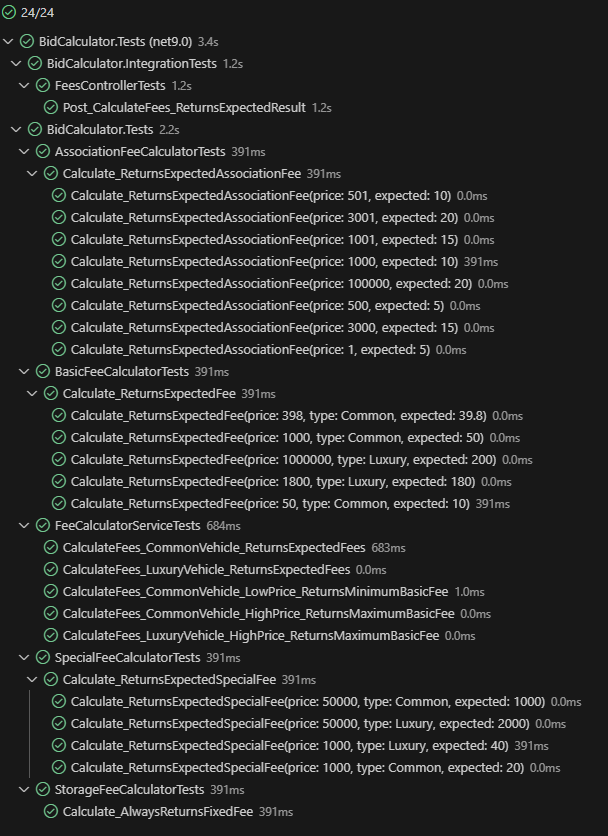 24/24
BidCalculator.Tests (net9.0) 3.4s
BidCalculator.IntegrationTests 1.2s
FeesControllerTests 1.2s
Post_CalculateFees_ReturnsExpectedResult 1.2s
BidCalculator.Tests 2.2s
AssociationFeeCalculatorTests 391ms
Calculate_ReturnsExpectedAssociationFee 391ms
Calculate_ReturnsExpectedAssociationFee(price: 501, expected: 10) 0.0ms
Calculate_ReturnsExpectedAssociationFee(price: 3001, expected: 20) 0.0ms
Calculate_ReturnsExpectedAssociationFee(price: 1001, expected: 15) 0.0ms
Calculate_ReturnsExpectedAssociationFee(price: 1000, expected: 10) 391ms
Calculate_ReturnsExpectedAssociationFee(price: 100000, expected: 20) 0.0ms
Calculate_ReturnsExpectedAssociationFee(price: 500, expected: 5) 0.0ms
Calculate_ReturnsExpectedAssociationFee(price: 3000, expected: 15) 0.0ms
Calculate_ReturnsExpectedAssociationFee(price: 1, expected: 5) 0.0ms
BasicFeeCalculatorTests 391ms
Calculate_ReturnsExpectedFee 391ms
Calculate_ReturnsExpectedFee(price: 398, type: Common, expected: 39.8) 0.0ms
Calculate_ReturnsExpectedFee(price: 1000, type: Common, expected: 50) 0.0ms
Calculate_ReturnsExpectedFee(price: 1000000, type: Luxury, expected: 200) 0.0ms
Calculate_ReturnsExpectedFee(price: 1800, type: Luxury, expected: 180) 0.0ms
Calculate_ReturnsExpectedFee(price: 50, type: Common, expected: 10) 391ms
FeeCalculatorServiceTests 684ms
CalculateFees_CommonVehicle_ReturnsExpectedFees 683ms
CalculateFees_LuxuryVehicle_ReturnsExpectedFees 0.0ms
CalculateFees_CommonVehicle_LowPrice_ReturnsMinimumBasicFee 1.0ms
CalculateFees_CommonVehicle_HighPrice_ReturnsMaximumBasicFee 0.0ms
CalculateFees_LuxuryVehicle_HighPrice_ReturnsMaximumBasicFee 0.0ms
SpecialFeeCalculatorTests 391ms
Calculate_ReturnsExpectedSpecialFee 391ms
Calculate_ReturnsExpectedSpecialFee(price: 50000, type: Common, expected: 1000) 0.0ms
Calculate_ReturnsExpectedSpecialFee(price: 50000, type: Luxury, expected: 2000) 0.0ms
Calculate_ReturnsExpectedSpecialFee(price: 1000, type: Luxury, expected: 40) 391ms
Calculate_ReturnsExpectedSpecialFee(price: 1000, type: Common, expected: 20) 0.0ms
StorageFeeCalculatorTests 391ms
Calculate_AlwaysReturnsFixedFee 391ms